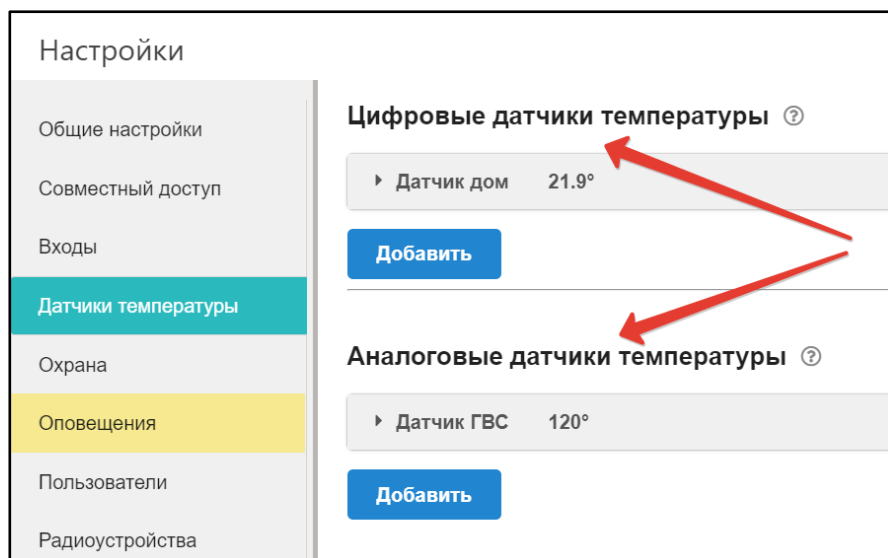 Настройки
Общие настройки
Совместный доступ
Входы
Датчики температуры
Охрана
Оповещения
Пользователи
Радиоустройства
Цифровые датчики температуры ?
Датчик дом 21.9°
Добавить
Аналоговые датчики температуры ?
Датчик ГВС 120°
Добавить